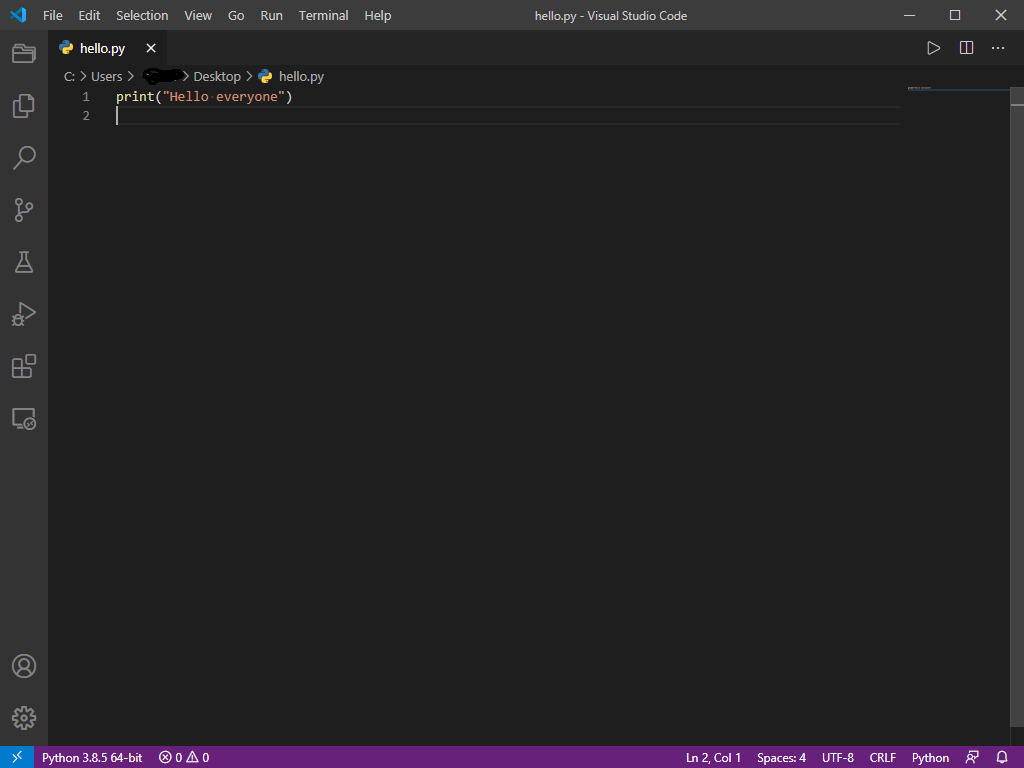 File Edit Selection View Go Run Terminal Help hello.py - Visual Studio Code
hello.py
C: > Users > > Desktop > hello.py
1 print("Hello everyone")
2
Python 3.8.5 64-bit 0 0 Ln 2, Col 1 Spaces: 4 UTF-8 CRLF Python